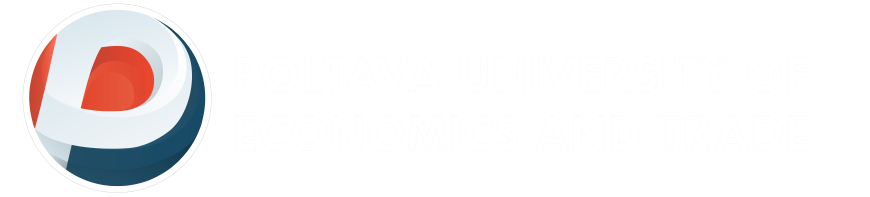 POLTAVA UNIVERSITY OF
ECONOMICS AND TRADE